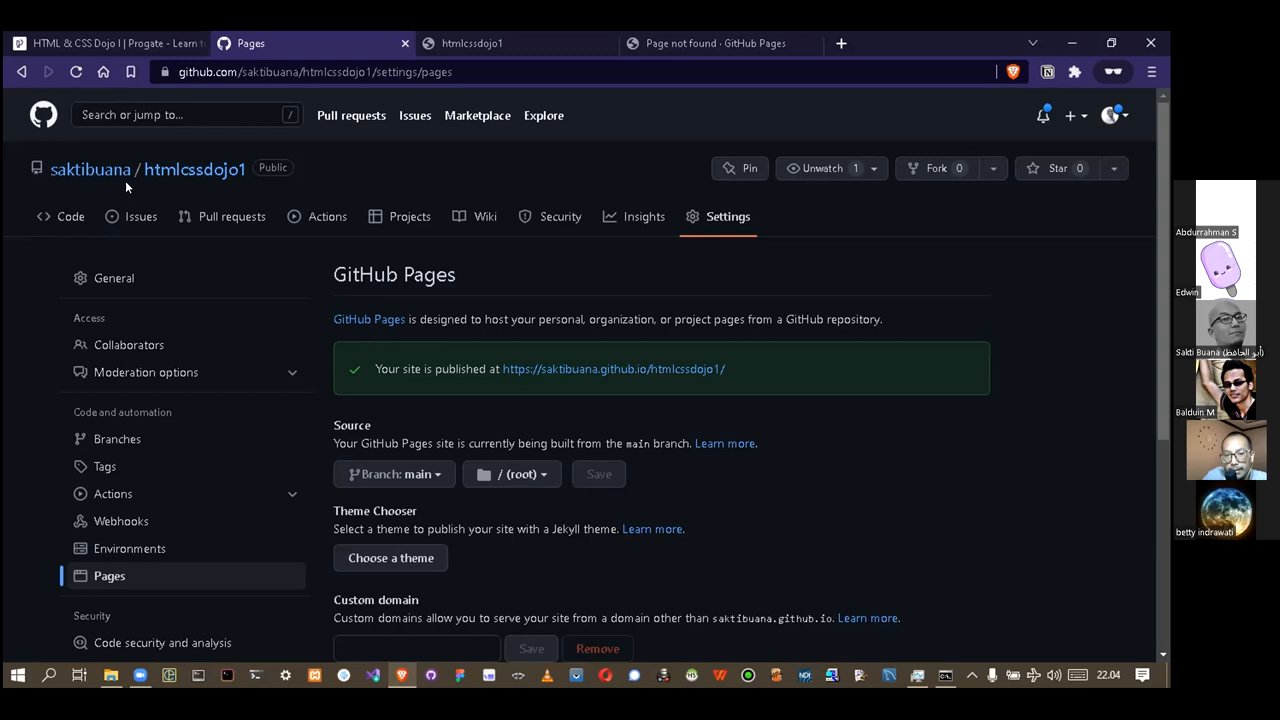 HTML & CSS Dojo I | Progate - Learn t
Pages
htmlcssdojo1
Page not found · GitHub Pages
github.com/saktibuana/htmlcssdojo1/settings/pages
Search or jump to...
/
Pull requests
Issues
Marketplace
Explore
saktibuana / htmlcssdojo1
Public
Pin
Unwatch 1
Fork 0
Star 0
Code
Issues
Pull requests
Actions
Projects
Wiki
Security
Insights
Settings
General
Access
Collaborators
Moderation options
Code and automation
Branches
Tags
Actions
Webhooks
Environments
Pages
Security
Code security and analysis
GitHub Pages
GitHub Pages is designed to host your personal, organization, or project pages from a GitHub repository.
Your site is published at https://saktibuana.github.io/htmlcssdojo1/
Source
Your GitHub Pages site is currently being built from the main branch. Learn more.
Branch: main
/ (root)
Save
Theme Chooser
Select a theme to publish your site with a Jekyll theme. Learn more.
Choose a theme
Custom domain
Custom domains allow you to serve your site from a domain other than saktibuana.github.io. Learn more.
Save
Remove
Abdurrahman S
Edwin
Sakti Buana (أبو الحافظ)
Balduin M
betty indrawati
22.04